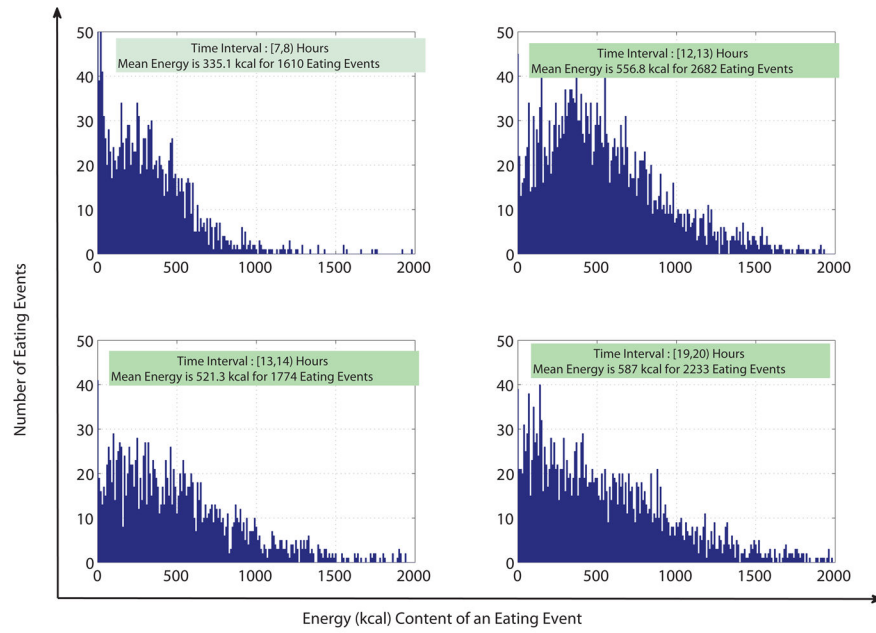 50
40
30
20
10
0
Time Interval : [7,8) Hours
Mean Energy is 335.1 kcal for 1610 Eating Events
0 500 1000 1500 2000
50
40
30
20
10
0
Time Interval : [12,13) Hours
Mean Energy is 556.8 kcal for 2682 Eating Events
0 500 1000 1500 2000
Number of Eating Events
50
40
30
20
10
0
Time Interval : [13,14) Hours
Mean Energy is 521.3 kcal for 1774 Eating Events
0 500 1000 1500 2000
50
40
30
20
10
0
Time Interval : [19,20) Hours
Mean Energy is 587 kcal for 2233 Eating Events
0 500 1000 1500 2000
Energy (kcal) Content of an Eating Event